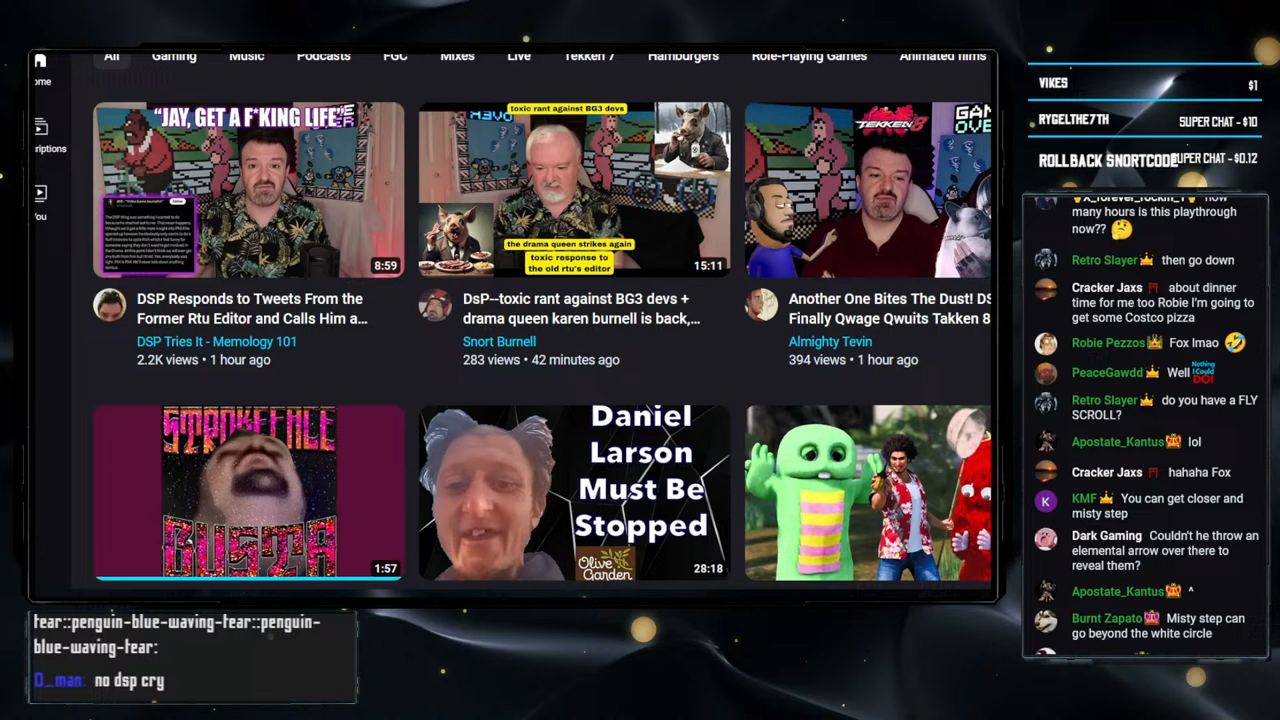 All Gaming Music Podcasts FGC Mixes Live Tekken 7 Hamburgers Role-Playing Games Animated films
ome
riptions
ou
"JAY, GET A F*KING LIFE"
8:59
DSP Responds to Tweets From the
Former Rtu Editor and Calls Him a...
DSP Tries It - Memology 101
2.2K views • 1 hour ago
toxic rant against BG3 devs
the drama queen strikes again
toxic response to
the old rtu's editor
15:11
DsP--toxic rant against BG3 devs +
drama queen karen burnell is back,...
Snort Burnell
283 views • 42 minutes ago
TEKKEN 8
GAM
OVE
Another One Bites The Dust! DS
Finally Qwage Qwuits Takken 8
Almighty Tevin
394 views • 1 hour ago
STROKEFACE
BUSTA
1:57
Daniel
Larson
Must Be
Stopped
Olive
Garden
28:18
VIKES $1
RYGELTHE7TH SUPER CHAT - $10
ROLLBACK SNORTCODE SUPER CHAT - $0.12
many hours is this playthrough
now??
Retro Slayer then go down
Cracker Jaxs about dinner
time for me too Robie I'm going to
get some Costco pizza
Robie Pezzos Fox lmao
PeaceGawdd Well Nothing I Could DO!
Retro Slayer do you have a FLY
SCROLL?
Apostate_Kantus lol
Cracker Jaxs hahaha Fox
K KMF You can get closer and
misty step
Dark Gaming Couldn't he throw an
elemental arrow over there to
reveal them?
Apostate_Kantus ^
Burnt Zapato Misty step can
go beyond the white circle
tear::penguin-blue-waving-tear::penguin-
blue-waving-tear:
D_man: no dsp cry